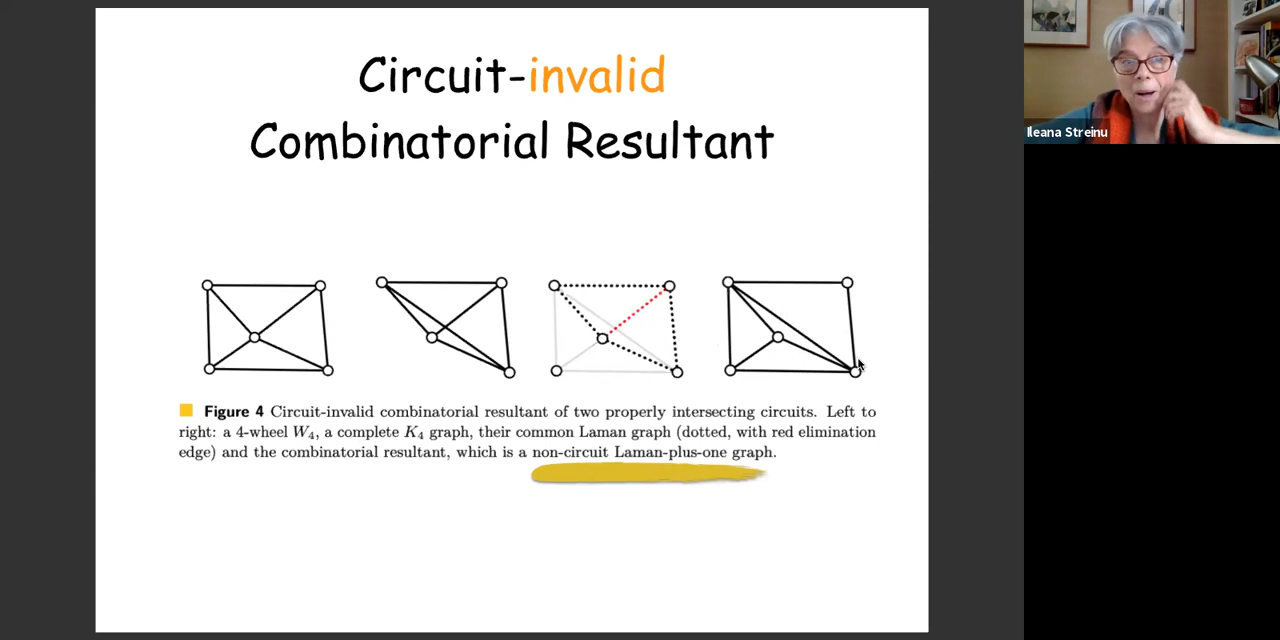 Circuit-invalid
Combinatorial Resultant
Ileana Streinu
Figure 4 Circuit-invalid combinatorial resultant of two properly intersecting circuits. Left to
right: a 4-wheel W₄, a complete K₄ graph, their common Laman graph (dotted, with red elimination
edge) and the combinatorial resultant, which is a non-circuit Laman-plus-one graph.